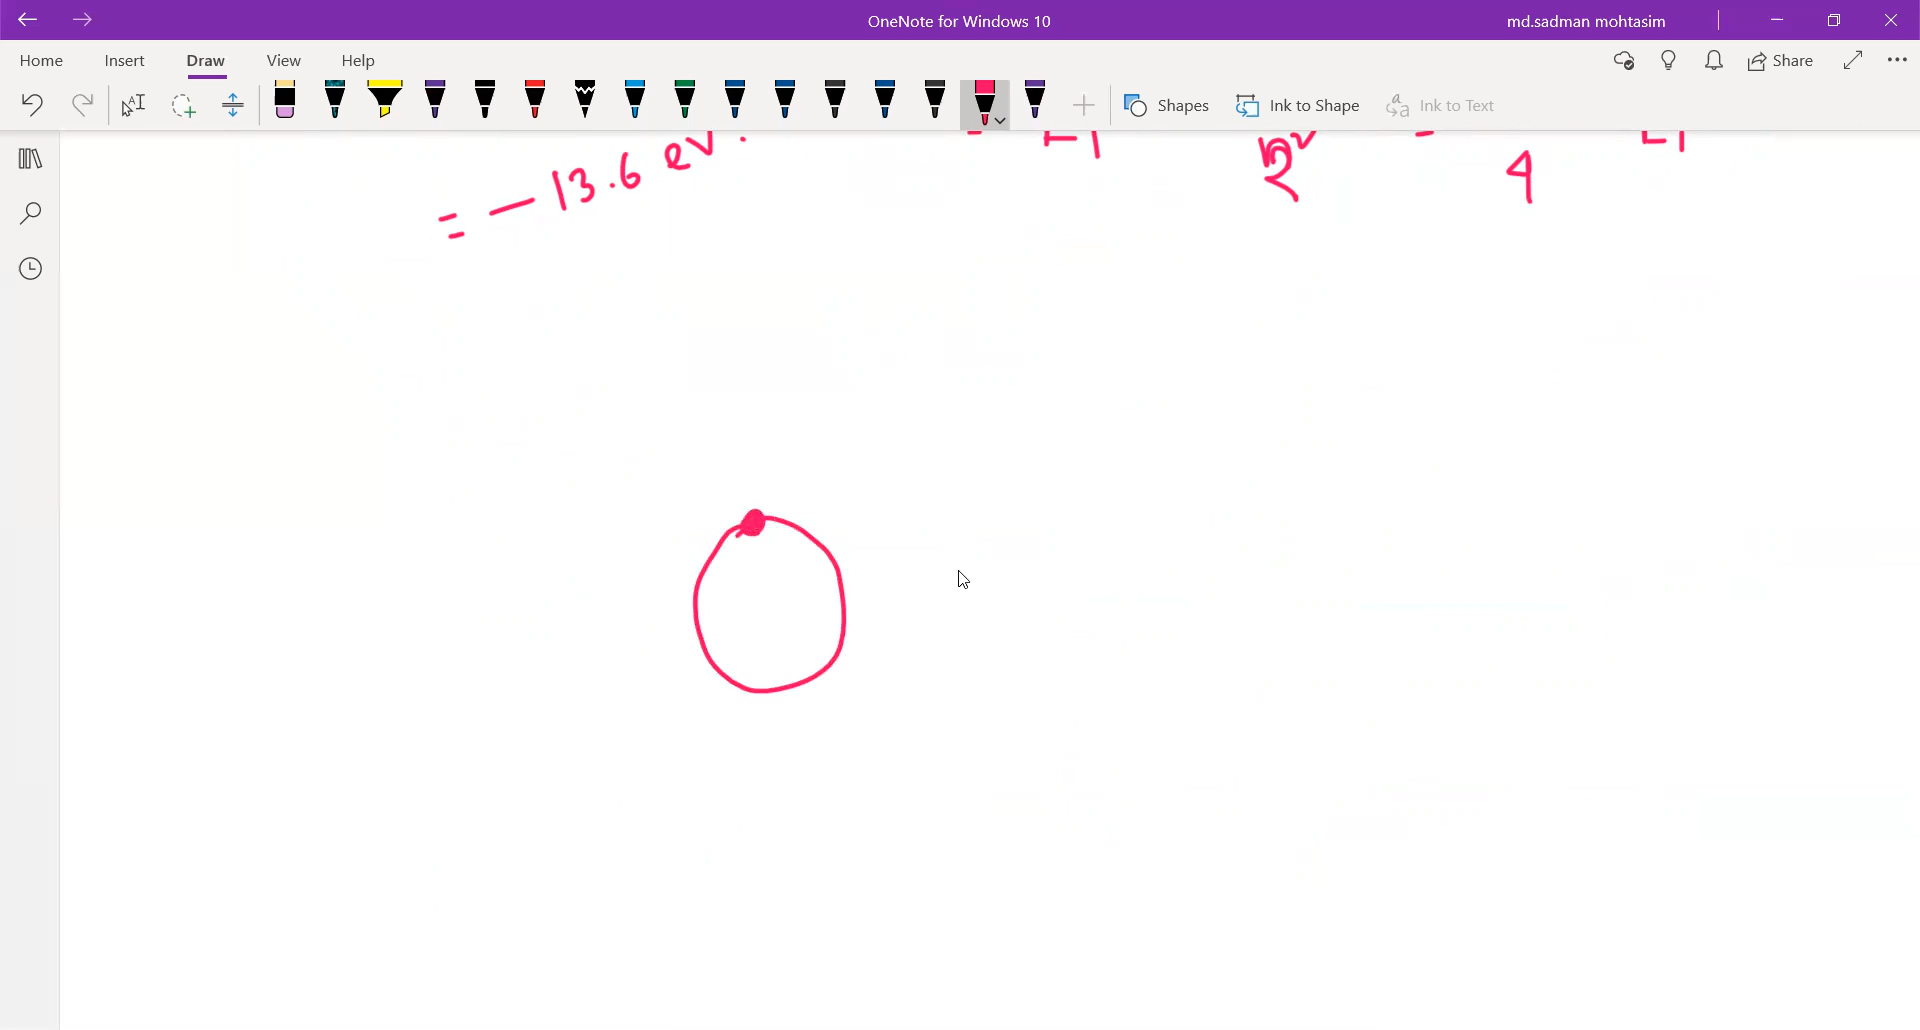 OneNote for Windows 10
md.sadman mohtasim
Home Insert Draw View Help
Share
Shapes
Ink to Shape
Ink to Text
= - 13.6 eV.
4